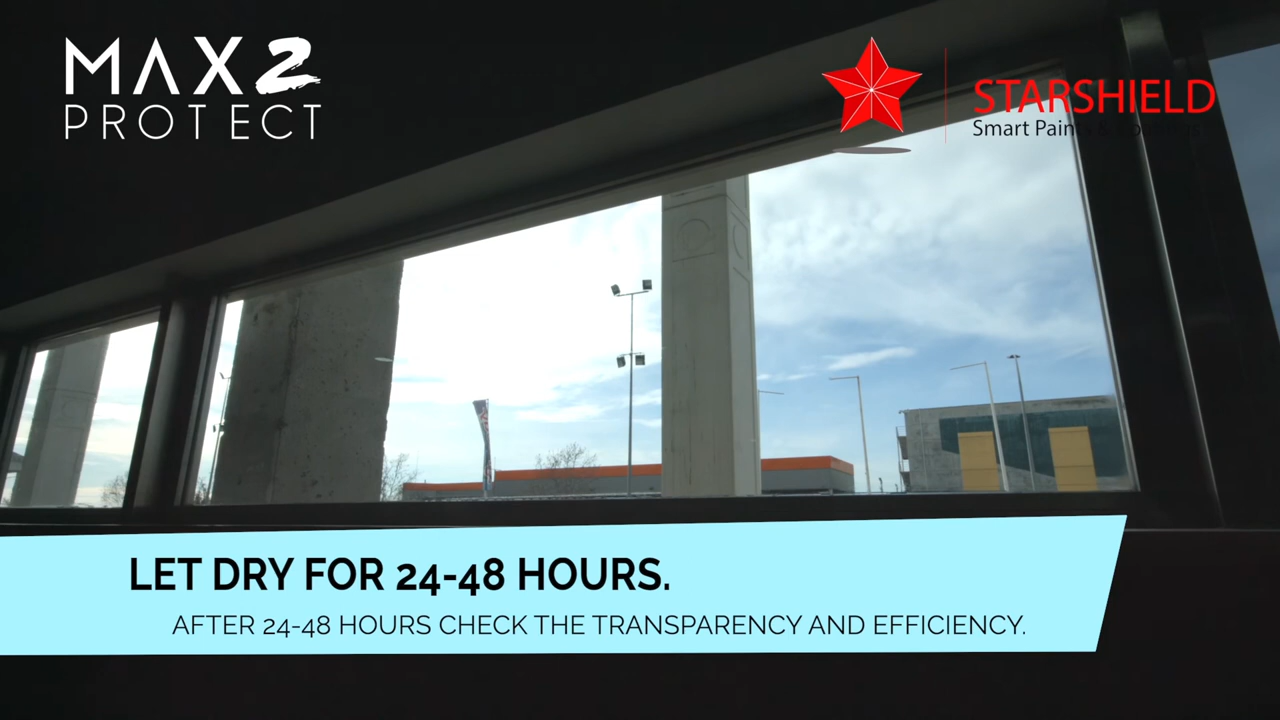 MAX2
PROTECT
STARSHIELD
Smart Paints &
LET DRY FOR 24-48 HOURS.
AFTER 24-48 HOURS CHECK THE TRANSPARENCY AND EFFICIENCY.